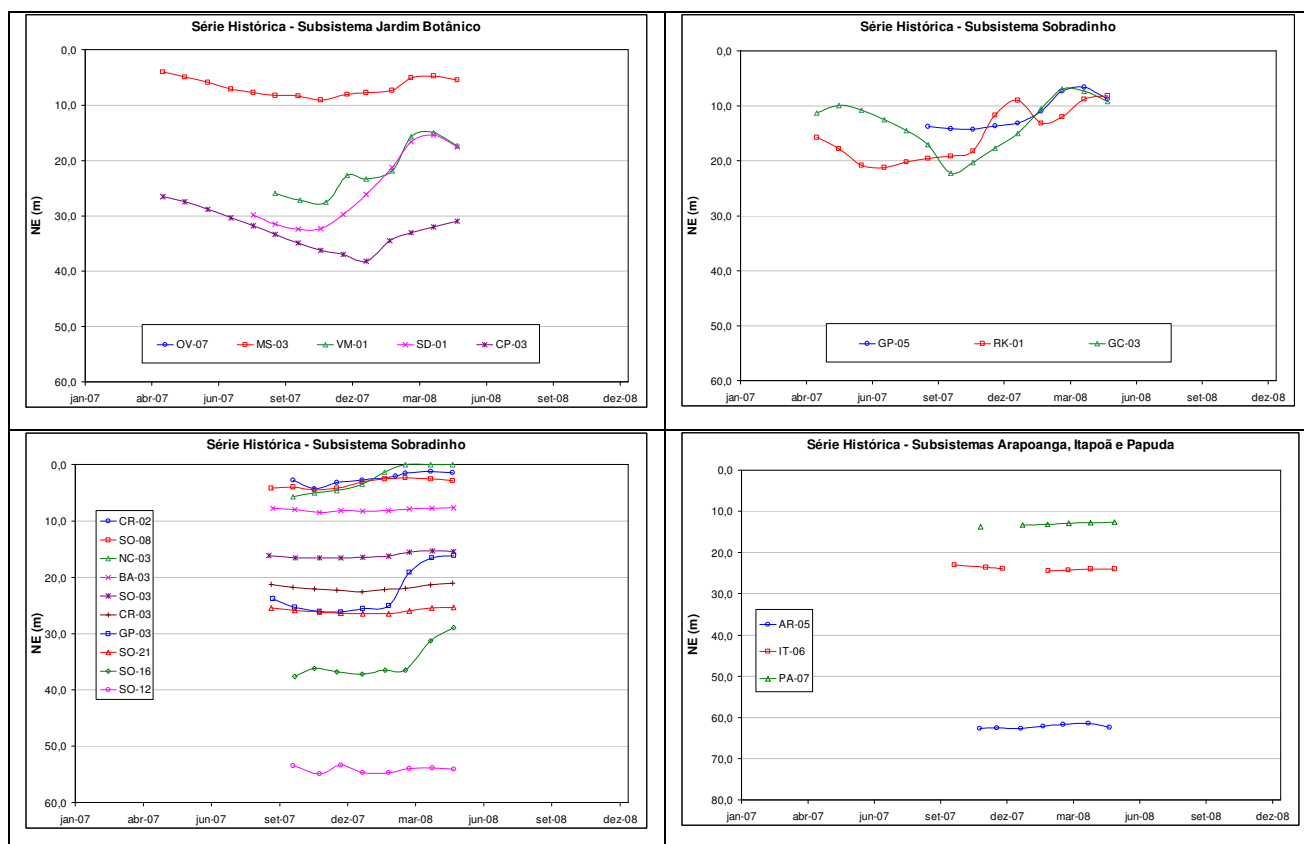 Série Histórica - Subsistema Jardim Botânico
NE (m)
0,0
10,0
20,0
30,0
40,0
50,0
60,0
OV-07 MS-03 VM-01 SD-01 CP-03
jan-07 abr-07 jun-07 set-07 dez-07 mar-08 jun-08 set-08 dez-08
Série Histórica - Subsistema Sobradinho
NE (m)
0,0
10,0
20,0
30,0
40,0
50,0
60,0
GP-05 RK-01 GC-03
jan-07 abr-07 jun-07 set-07 dez-07 mar-08 jun-08 set-08 dez-08
Série Histórica - Subsistema Sobradinho
NE (m)
0,0
10,0
20,0
30,0
40,0
50,0
60,0
CR-02
SO-08
NC-03
BA-03
SO-03
CR-03
GP-03
SO-21
SO-16
SO-12
jan-07 abr-07 jun-07 set-07 dez-07 mar-08 jun-08 set-08 dez-08
Série Histórica - Subsistemas Arapoanga, Itapoã e Papuda
NE (m)
0,0
10,0
20,0
30,0
40,0
50,0
60,0
70,0
80,0
AR-05
IT-06
PA-07
jan-07 abr-07 jun-07 set-07 dez-07 mar-08 jun-08 set-08 dez-08